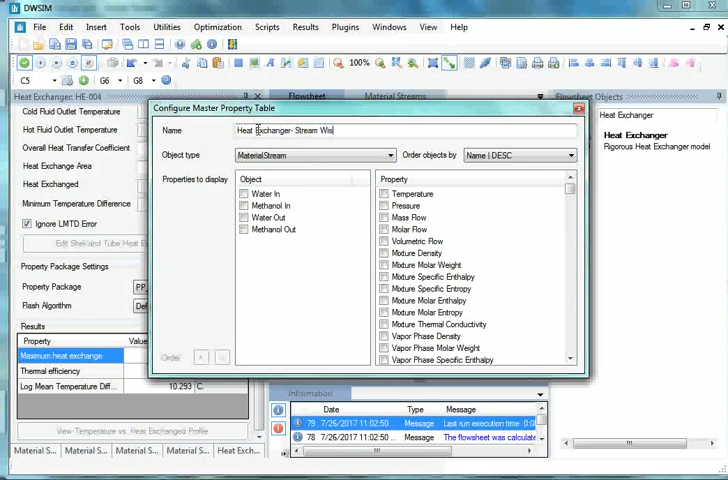 DWSIM
File Edit Insert Tools Utilities Optimization Scripts Results Plugins Windows View Help
100%
C5 G6 G8
Heat Exchanger: HE-004
Flowsheet Material Streams
Flowsheet Objects
Cold Fluid Outlet Temperature
Hot Fluid Outlet Temperature
Overall Heat Transfer Coefficient
Heat Exchange Area
Heat Exchanged
Minimum Temperature Difference
Ignore LMTD Error
Edit Shell and Tube Heat Ex
Property Package Settings
Property Package PP_
Flash Algorithm Def
Results
Property Value
Maximum heat exchange
Thermal efficiency
Log Mean Temperature Diff ... 10.293 C.
View Temperature vs. Heat Exchanged Profile
Material S... Material S... Material S... Material S... Heat Exch...
Configure Master Property Table
Name Heat Exchanger- Stream Wis
Object type MaterialStream Order objects by Name | DESC
Properties to display
Object
Water In
Methanol In
Water Out
Methanol Out
Order
Property
Temperature
Pressure
Mass Flow
Molar Flow
Volumetric Flow
Mixture Density
Mixture Molar Weight
Mixture Specific Enthalpy
Mixture Specific Entropy
Mixture Molar Enthalpy
Mixture Molar Entropy
Mixture Thermal Conductivity
Vapor Phase Density
Vapor Phase Molar Weight
Vapor Phase Specific Enthalpy
Heat Exchanger
Heat Exchanger
Rigorous Heat Exchanger model
Information
Date Type Message
79 7/26/2017 11:02:50 ... Message Last run execution time 0:0
78 7/26/2017 11:02:50 ... Message The flowsheet was calculate